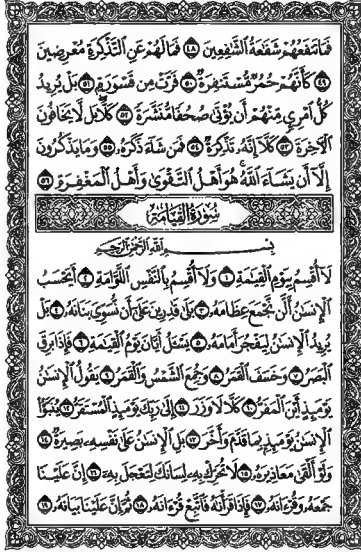 فَمَا تَنفَعُهُمْ شَفَٰعَةُ ٱلشَّٰفِعِينَ ٤٨ فَمَا لَهُمْ عَنِ ٱلتَّذْكِرَةِ مُعْرِضِينَ
٤٩ كَأَنَّهُمْ حُمُرٌ مُّسْتَنفِرَةٌ ٥٠ فَرَّتْ مِن قَسْوَرَةٍ ٥١ بَلْ يُرِيدُ
كُلُّ ٱمْرِئٍ مِّنْهُمْ أَن يُؤْتَىٰ صُحُفًا مُّنَشَّرَةً ٥٢ كَلَّا بَل لَّا يَخَافُونَ
ٱلْءَاخِرَةَ ٥٣ كَلَّا إِنَّهُۥ تَذْكِرَةٌ ٥٤ فَمَن شَآءَ ذَكَرَهُۥ ٥٥ وَمَا يَذْكُرُونَ
إِلَّا أَن يَشَآءَ ٱللَّهُ هُوَ أَهْلُ ٱلتَّقْوَىٰ وَأَهْلُ ٱلْمَغْفِرَةِ ٥٦
سُورَةُ القِيَامَةِ
بِسْمِ ٱللَّهِ ٱلرَّحْمَٰنِ ٱلرَّحِيمِ
لَآ أُقْسِمُ بِيَوْمِ ٱلْقِيَٰمَةِ ١ وَلَآ أُقْسِمُ بِٱلنَّفْسِ ٱللَّوَّامَةِ ٢ أَيَحْسَبُ
ٱلْإِنسَٰنُ أَلَّن نَّجْمَعَ عِظَامَهُۥ ٣ بَلَىٰ قَٰدِرِينَ عَلَىٰٓ أَن نُّسَوِّىَ بَنَانَهُۥ ٤ بَلْ
يُرِيدُ ٱلْإِنسَٰنُ لِيَفْجُرَ أَمَامَهُۥ ٥ يَسْـَٔلُ أَيَّانَ يَوْمُ ٱلْقِيَٰمَةِ ٦ فَإِذَا بَرِقَ
ٱلْبَصَرُ ٧ وَخَسَفَ ٱلْقَمَرُ ٨ وَجُمِعَ ٱلشَّمْسُ وَٱلْقَمَرُ ٩ يَقُولُ ٱلْإِنسَٰنُ
يَوْمَئِذٍ أَيْنَ ٱلْمَفَرُّ ١٠ كَلَّا لَا وَزَرَ ١١ إِلَىٰ رَبِّكَ يَوْمَئِذٍ ٱلْمُسْتَقَرُّ ١٢ يُنَبَّؤُا۟
ٱلْإِنسَٰنُ يَوْمَئِذٍۭ بِمَا قَدَّمَ وَأَخَّرَ ١٣ بَلِ ٱلْإِنسَٰنُ عَلَىٰ نَفْسِهِۦ بَصِيرَةٌ ١٤
وَلَوْ أَلْقَىٰ مَعَاذِيرَهُۥ ١٥ لَا تُحَرِّكْ بِهِۦ لِسَانَكَ لِتَعْجَلَ بِهِۦٓ ١٦ إِنَّ عَلَيْنَا
جَمْعَهُۥ وَقُرْءَانَهُۥ ١٧ فَإِذَا قَرَأْنَٰهُ فَٱتَّبِعْ قُرْءَانَهُۥ ١٨ ثُمَّ إِنَّ عَلَيْنَا بَيَانَهُۥ ١٩